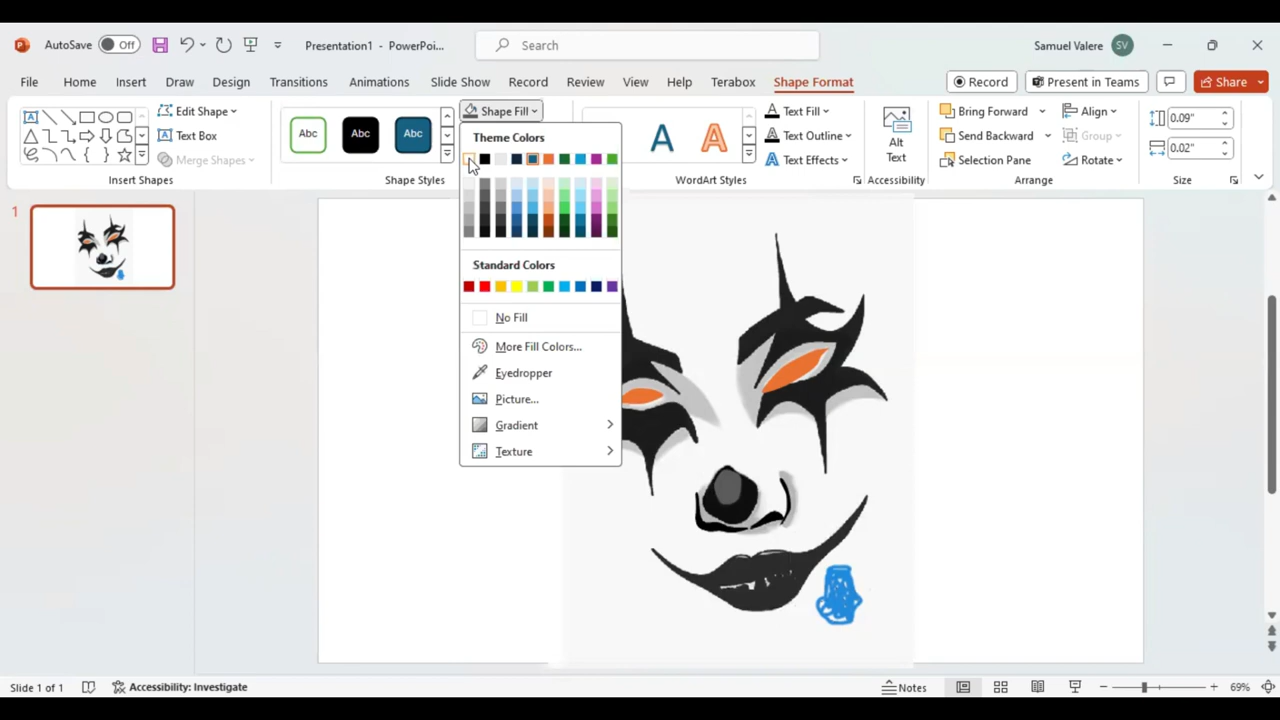 AutoSave Off Presentation1 - PowerPoi... Search Samuel Valere SV
File Home Insert Draw Design Transitions Animations Slide Show Record Review View Help Terabox Shape Format Record Present in Teams Share
Edit Shape
Text Box
Merge Shapes
Insert Shapes
Abc Abc Abc
Shape Styles
Shape Fill
A A
Text Fill
Text Outline
Text Effects
WordArt Styles
Alt
Text
Accessibility
Bring Forward
Send Backward
Selection Pane
Align
Group
Rotate
Arrange
0.09"
0.02"
Size
Theme Colors
Standard Colors
No Fill
More Fill Colors...
Eyedropper
Picture...
Gradient
Texture
1
Slide 1 of 1 Accessibility: Investigate Notes 69%